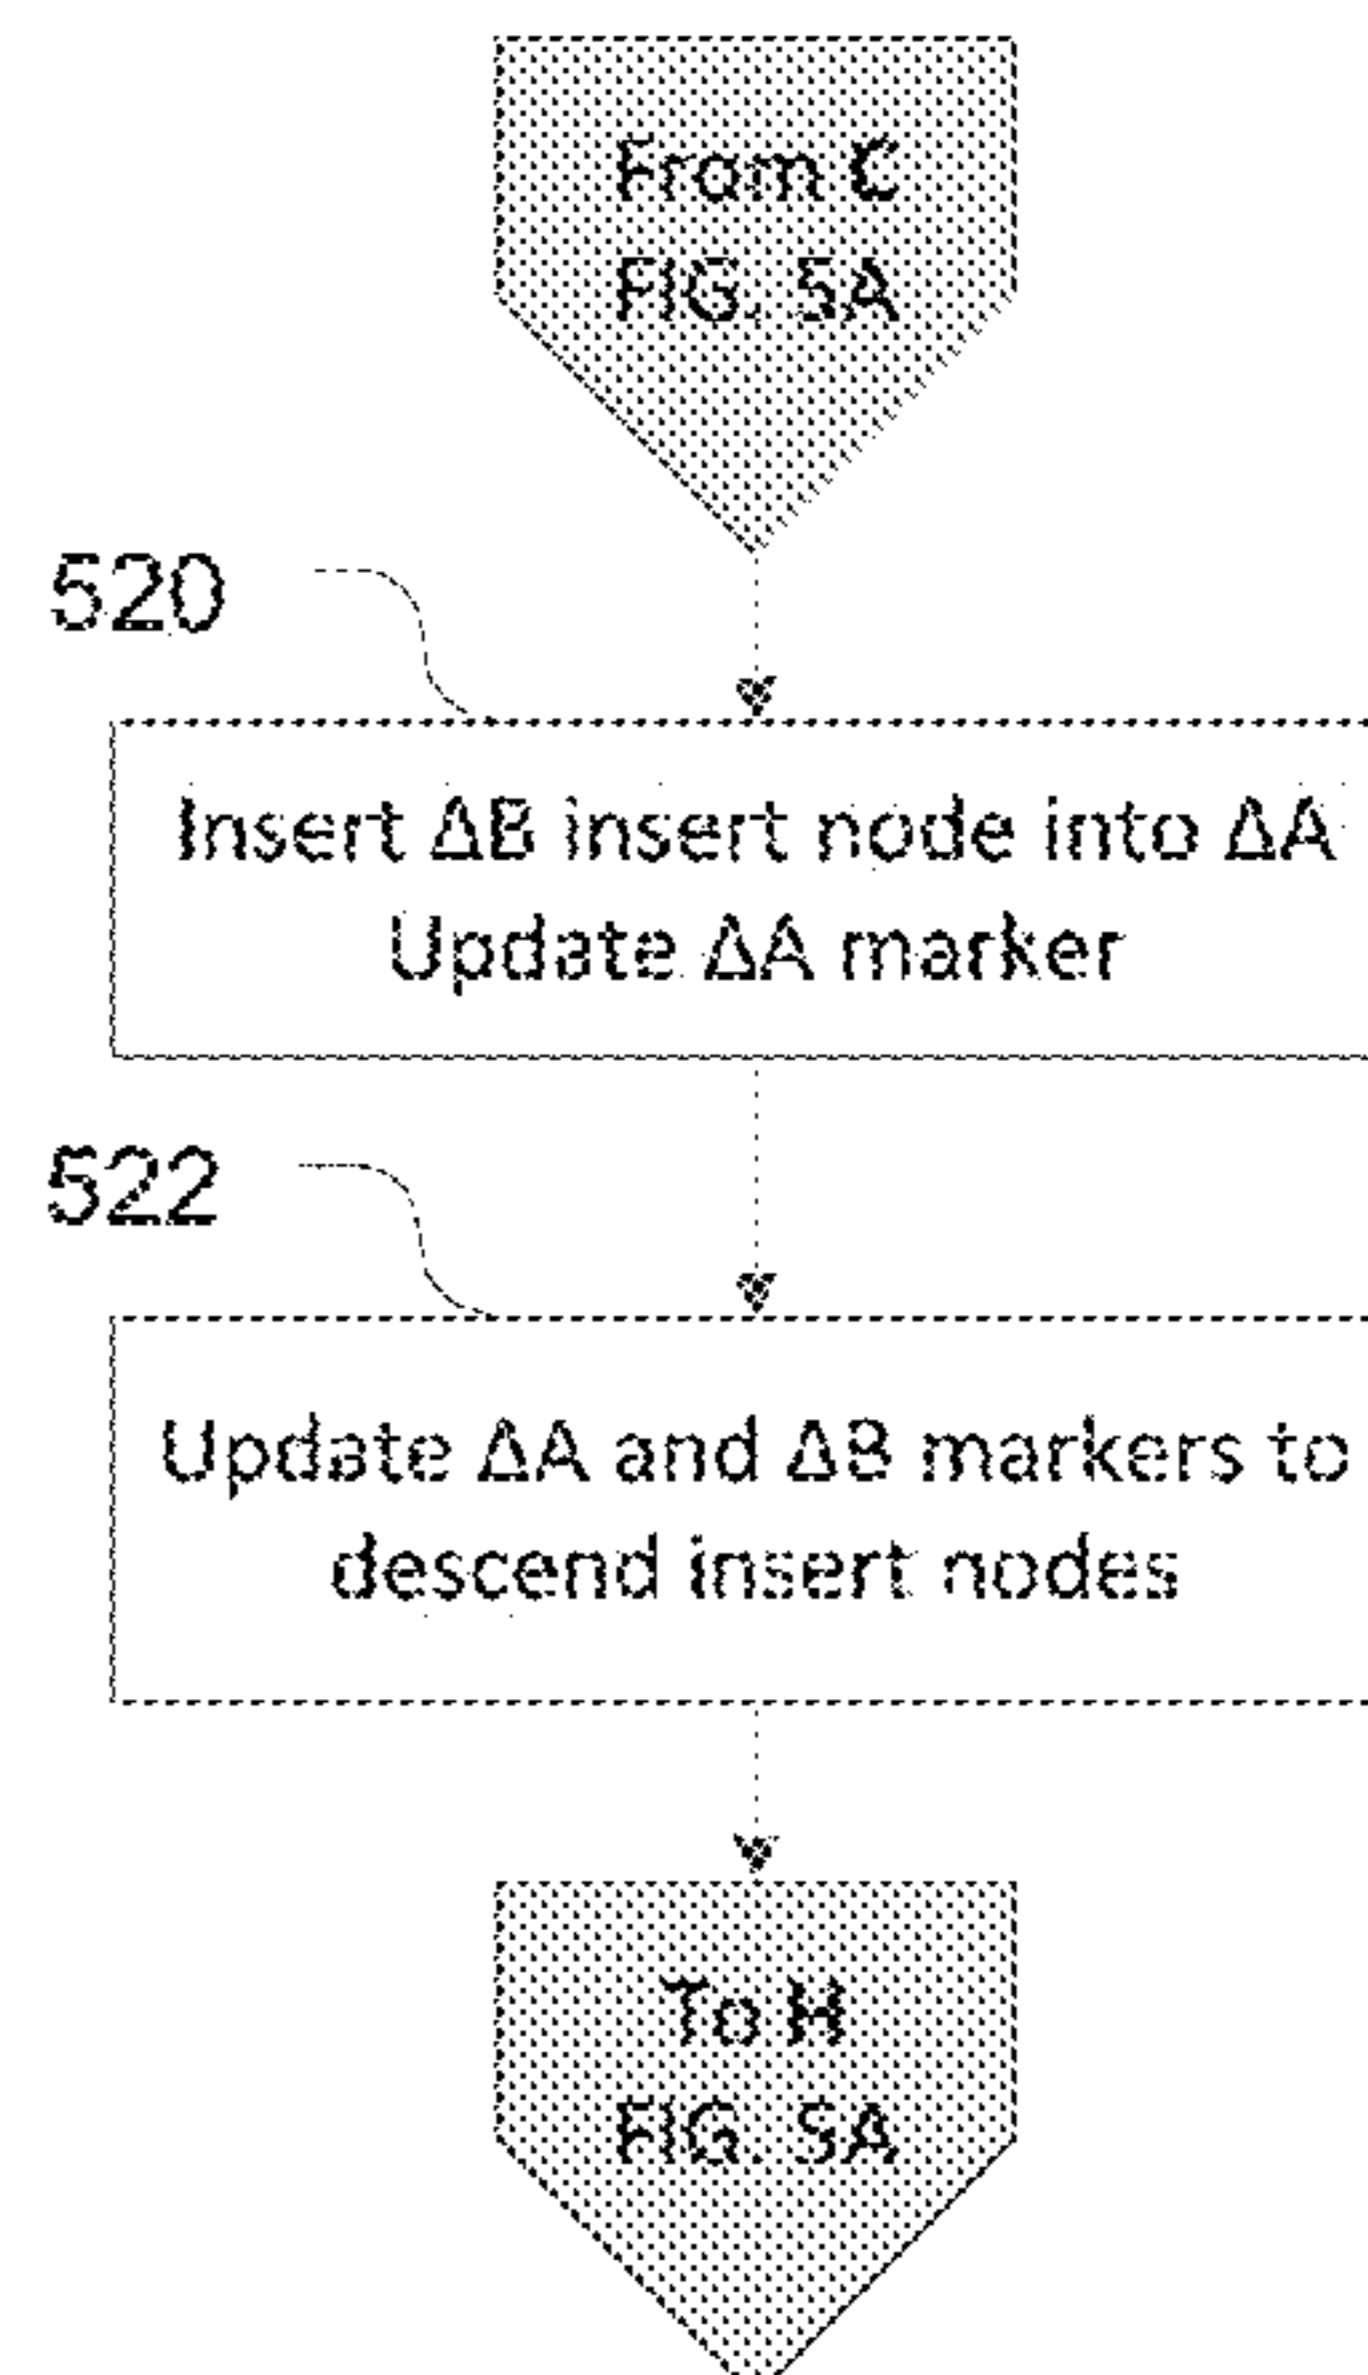 From C
FIG. 5A
520
Insert ΔB insert node into ΔA
Update ΔA marker
522
Update ΔA and ΔB markers to
descend insert nodes
To H
FIG. 5A